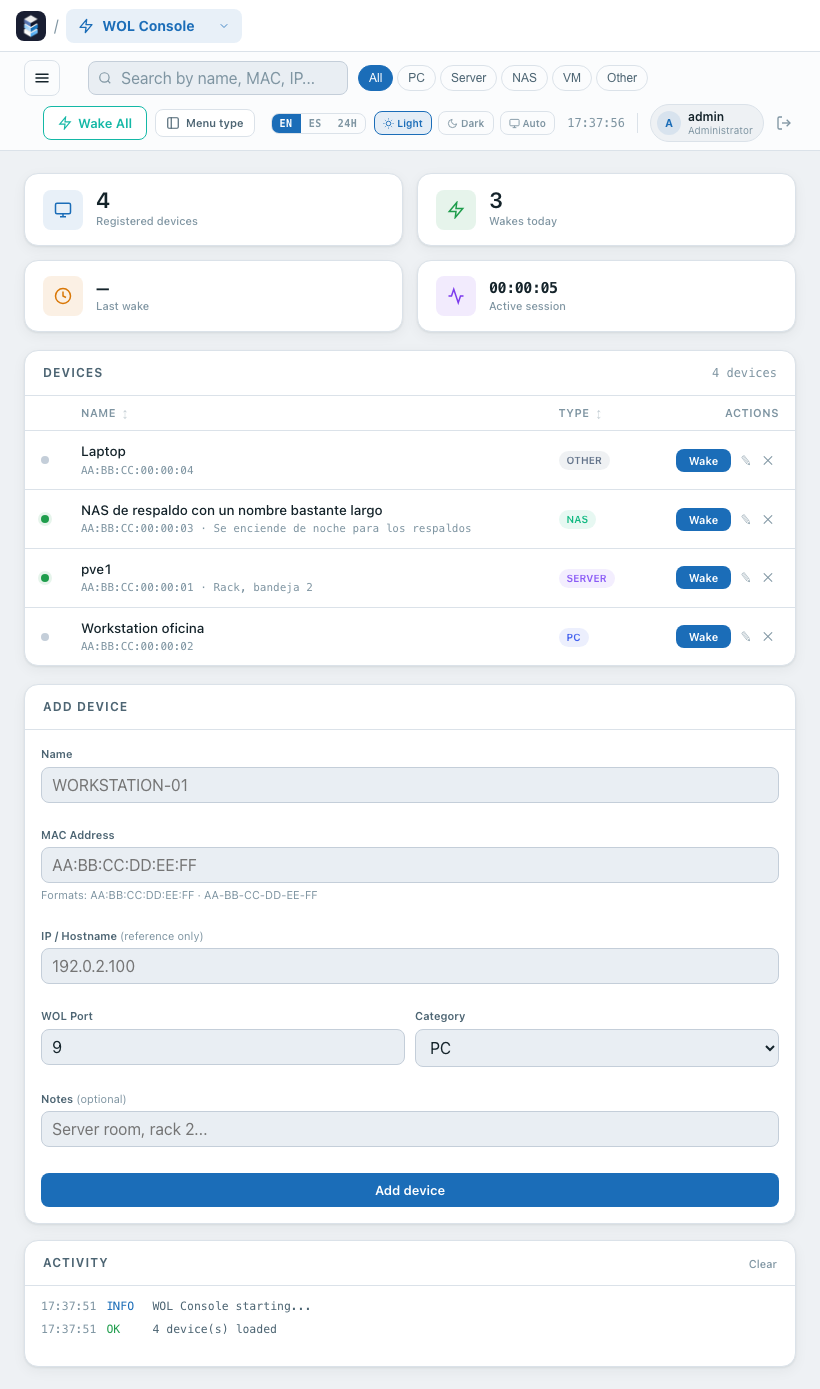 / WOL Console
Search by name, MAC, IP...
All PC Server NAS VM Other
Wake All Menu type EN ES 24H Light Dark Auto 17:37:56 A admin
Administrator
4
Registered devices
3
Wakes today
—
Last wake
00:00:05
Active session
DEVICES 4 devices
NAME TYPE ACTIONS
Laptop
AA:BB:CC:00:00:04
OTHER Wake
NAS de respaldo con un nombre bastante largo
AA:BB:CC:00:00:03 · Se enciende de noche para los respaldos
NAS Wake
pve1
AA:BB:CC:00:00:01 · Rack, bandeja 2
SERVER Wake
Workstation oficina
AA:BB:CC:00:00:02
PC Wake
ADD DEVICE
Name
WORKSTATION-01
MAC Address
AA:BB:CC:DD:EE:FF
Formats: AA:BB:CC:DD:EE:FF · AA-BB-CC-DD-EE-FF
IP / Hostname (reference only)
192.0.2.100
WOL Port Category
9 PC
Notes (optional)
Server room, rack 2...
Add device
ACTIVITY Clear
17:37:51 INFO WOL Console starting...
17:37:51 OK 4 device(s) loaded